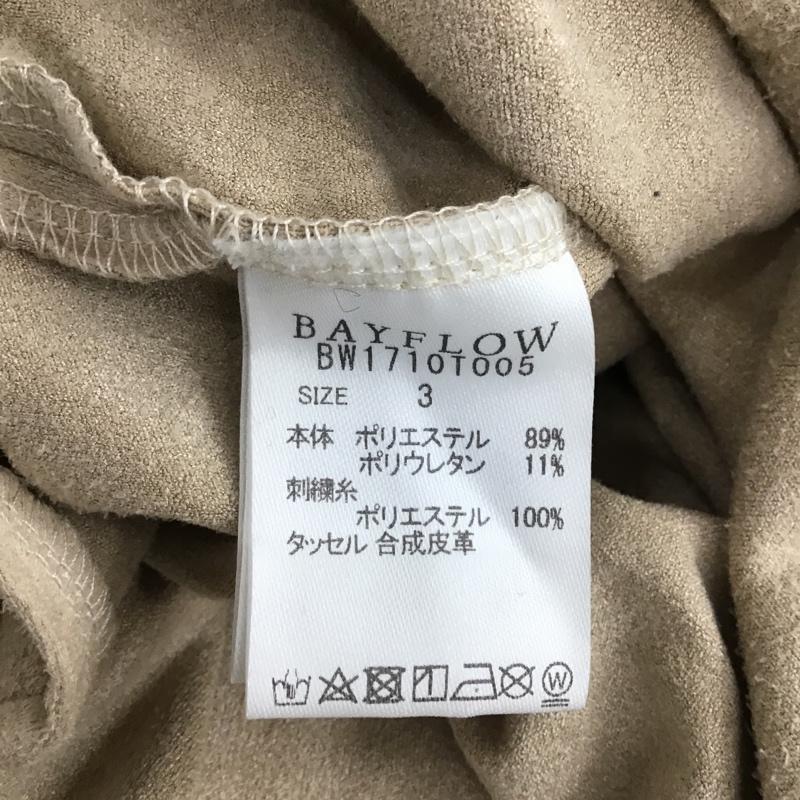 BAYFLOW
BW1710T005
SIZE 3
本体 ポリエステル 89%
ポリウレタン 11%
刺繍糸
ポリエステル 100%
タッセル 合成皮革
W